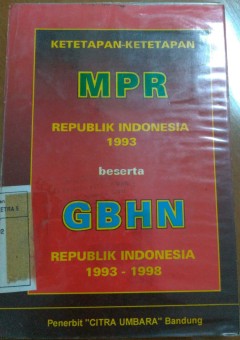 KETETAPAN-KETETAPAN
MPR
REPUBLIK INDONESIA
1993
beserta
GBHN
REPUBLIK INDONESIA
1993 - 1998
Penerbit "CITRA UMBARA" Bandung